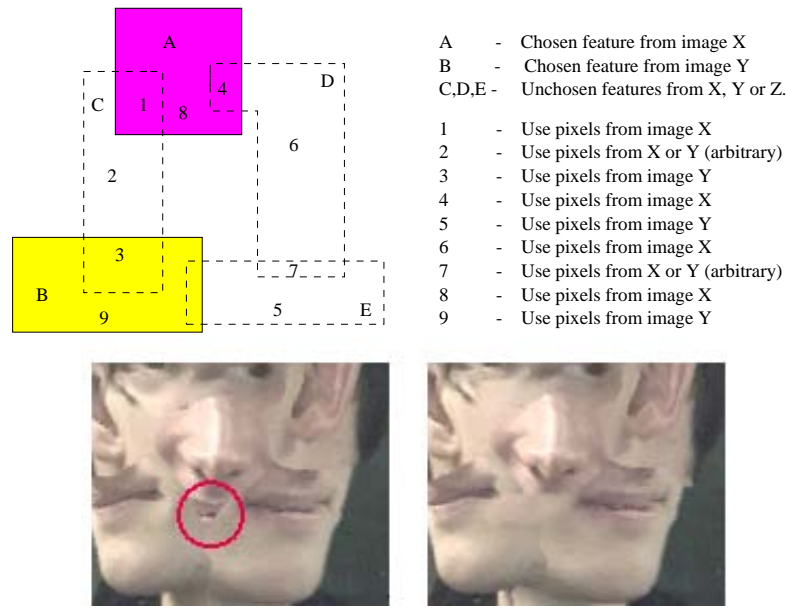 A
C
1
4
D
8
6
2
3
7
B
9
5
E
A - Chosen feature from image X
B - Chosen feature from image Y
C,D,E - Unchosen features from X, Y or Z.
1 - Use pixels from image X
2 - Use pixels from X or Y (arbitrary)
3 - Use pixels from image Y
4 - Use pixels from image X
5 - Use pixels from image Y
6 - Use pixels from image X
7 - Use pixels from X or Y (arbitrary)
8 - Use pixels from image X
9 - Use pixels from image Y